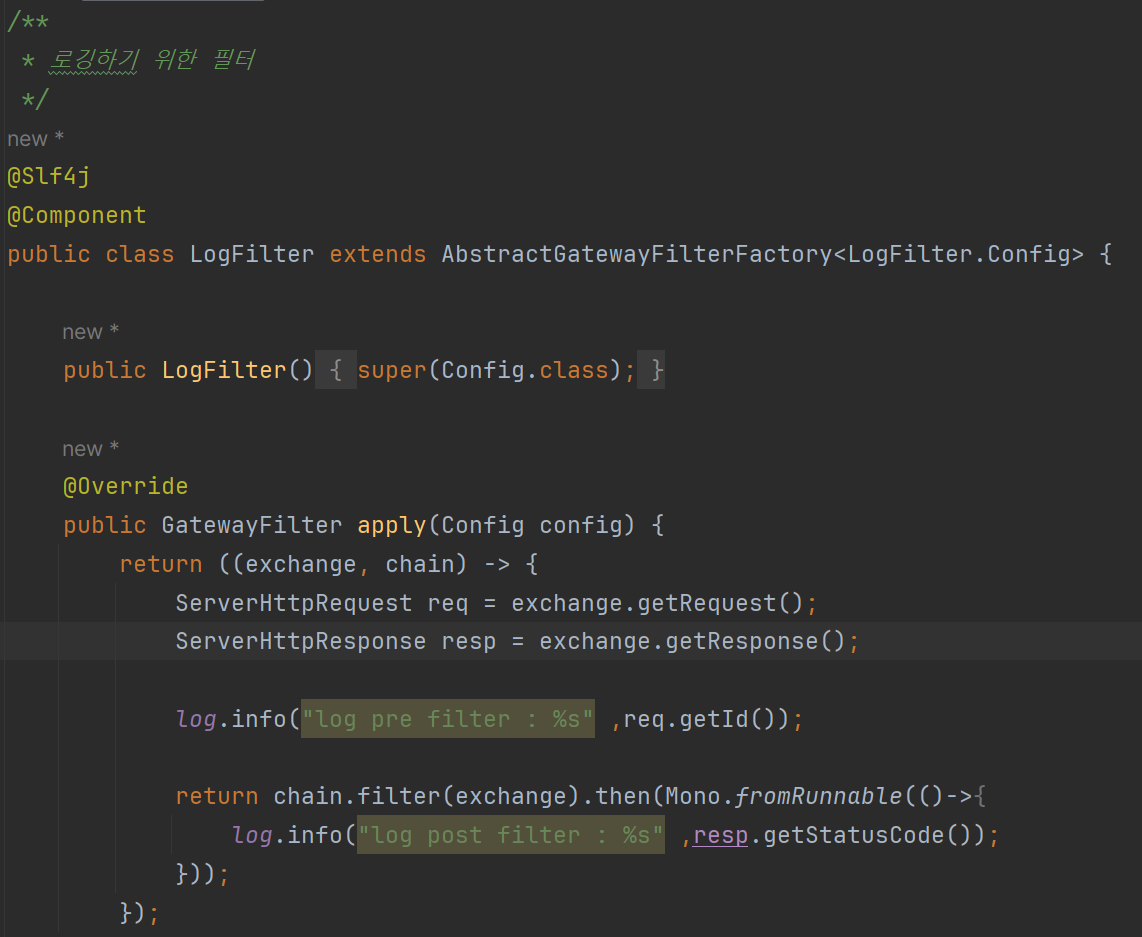 /**
* 로깅하기 위한 필터
*/
new *
@Slf4j
@Component
public class LogFilter extends AbstractGatewayFilterFactory<LogFilter.Config> {
new *
public LogFilter() { super(Config.class); }
new *
@Override
public GatewayFilter apply(Config config) {
return ((exchange, chain) -> {
ServerHttpRequest req = exchange.getRequest();
ServerHttpResponse resp = exchange.getResponse();
log.info("log pre filter : %s" ,req.getId());
return chain.filter(exchange).then(Mono.fromRunnable(()->{
log.info("log post filter : %s" ,resp.getStatusCode());
}));
});